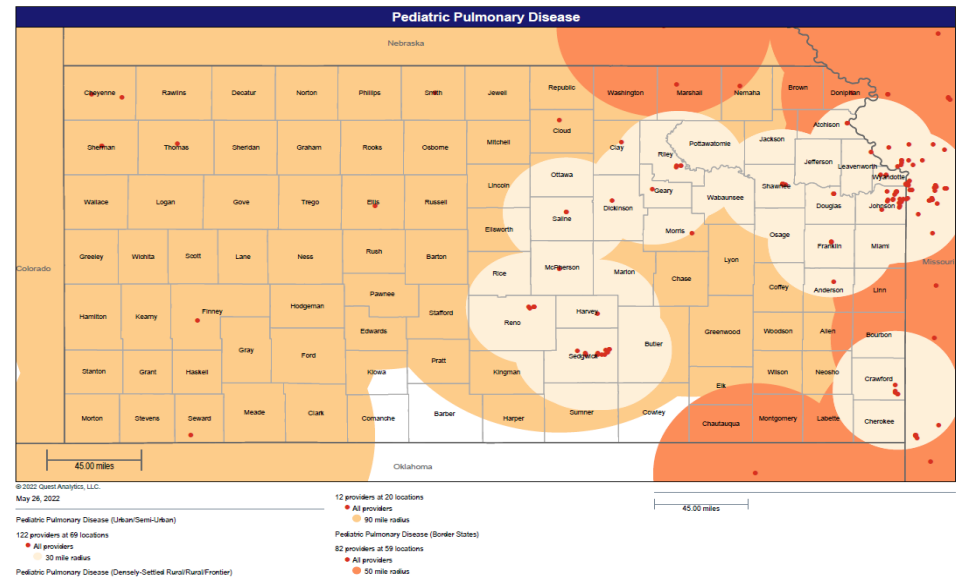 Pediatric Pulmonary Disease
Nebraska
Cheyenne Rawlins Decatur Norton Phillips Smith Jewell Republic Washington Marshall Nemaha Brown Doniphan
Atchison
Sherman Thomas Sheridan Graham Rooks Osborne Mitchell Cloud Clay Riley Pottawatomie Jackson Jefferson Leavenworth Wyandotte
Wallace Logan Gove Trego Ellis Russell Lincoln Ottawa Saline Dickinson Geary Wabaunsee Shawnee Douglas Johnson
Ellsworth Morris Osage Franklin Miami
Colorado Greeley Wichita Scott Lane Ness Rush Barton Rice McPherson Marion Chase Lyon Coffey Anderson Linn Missouri
Hamilton Kearny Finney Hodgeman Pawnee Stafford Reno Harvey
Edwards Greenwood Woodson Allen Bourbon
Gray Ford Sedgwick Butler
Stanton Grant Haskell Kiowa Pratt Kingman Elk Wilson Neosho Crawford
Morton Stevens Seward Meade Clark Comanche Barber Harper Sumner Cowley Chautauqua Montgomery Labette Cherokee
45.00 miles
Oklahoma
© 2022 Quest Analytics, LLC.
May 26, 2022
Pediatric Pulmonary Disease (Urban/Semi-Urban)
122 providers at 69 locations
All providers
30 mile radius
Pediatric Pulmonary Disease (Densely-Settled Rural/Rural/Frontier)
12 providers at 20 locations
All providers
90 mile radius
Pediatric Pulmonary Disease (Border States)
82 providers at 59 locations
All providers
50 mile radius
45.00 miles